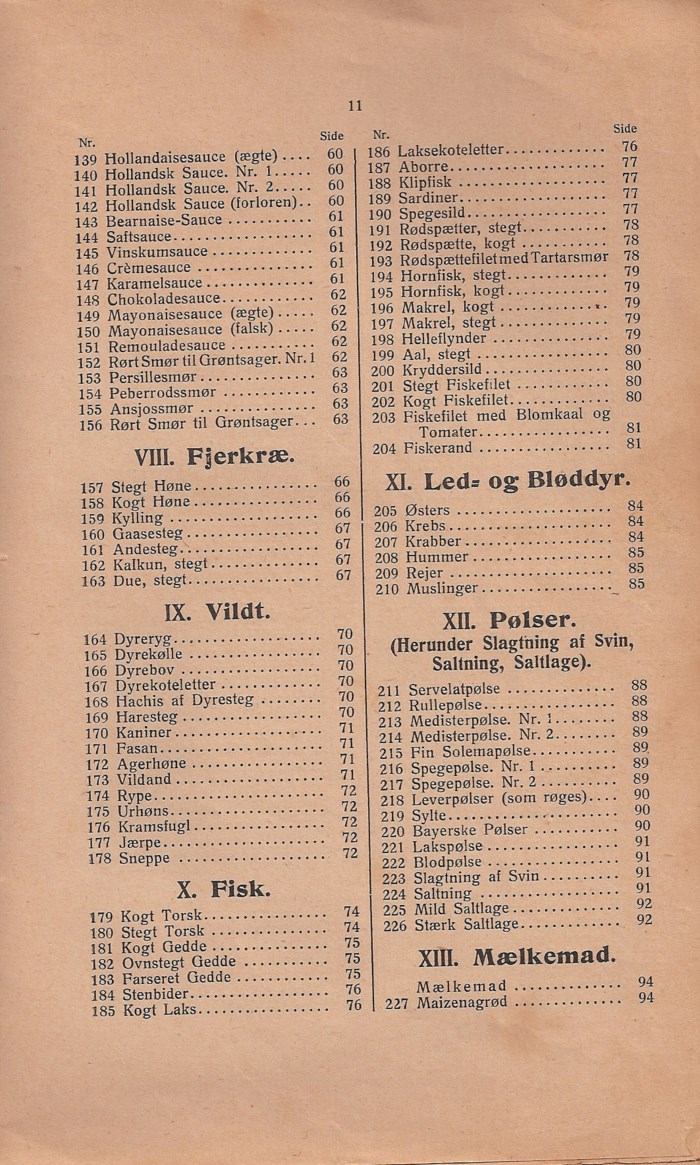 11
Nr. Side
139 Hollandaisesauce (ægte).... 60
140 Hollandsk Sauce. Nr. 1..... 60
141 Hollandsk Sauce. Nr. 2..... 60
142 Hollandsk Sauce (forloren).. 60
143 Bearnaise-Sauce ............ 61
144 Saftsauce.................. 61
145 Vinskumsauce .............. 61
146 Crèmesauce ............... 61
147 Karamelsauce .............. 61
148 Chokoladesauce............. 62
149 Mayonaisesauce (ægte) ..... 62
150 Mayonaisesauce (falsk) ..... 62
151 Remouladesauce ........... 62
152 Rørt Smør til Grøntsager. Nr. 1 62
153 Persillesmør............... 63
154 Peberrodssmør ............. 63
155 Ansjossmør ............... 63
156 Rørt Smør til Grøntsager... 63
VIII. Fjerkræ.
157 Stegt Høne................ 66
158 Kogt Høne................ 66
159 Kylling ................... 66
160 Gaasesteg................. 67
161 Andesteg.................. 67
162 Kalkun, stegt.............. 67
163 Due, stegt................. 67
IX. Vildt.
164 Dyreryg................... 70
165 Dyrekølle ................. 70
166 Dyrebov .................. 70
167 Dyrekoteletter ............. 70
168 Hachis af Dyresteg ........ 70
169 Haresteg.................. 70
170 Kaniner .................. 71
171 Fasan..................... 71
172 Agerhøne ................. 71
173 Vildand ................... 71
174 Rype..................... 72
175 Urhøns................... 72
176 Kramsfugl................. 72
177 Jærpe..................... 72
178 Sneppe ................... 72
X. Fisk.
179 Kogt Torsk................ 74
180 Stegt Torsk ............... 74
181 Kogt Gedde ............... 75
182 Ovnstegt Gedde ........... 75
183 Farseret Gedde ............ 75
184 Stenbider.................. 76
185 Kogt Laks................. 76
Nr. Side
186 Laksekoteletter............. 76
187 Aborre.................... 77
188 Klipfisk ................... 77
189 Sardiner................... 77
190 Spegesild.................. 77
191 Rødspætter, stegt........... 78
192 Rødspætte, kogt ........... 78
193 Rødspættefilet med Tartarsmør 78
194 Hornfisk, stegt............. 79
195 Hornfisk, kogt............. 79
196 Makrel, kogt .............. 79
197 Makrel, stegt .............. 79
198 Helleflynder ............... 79
199 Aal, stegt ................. 80
200 Kryddersild ............... 80
201 Stegt Fiskefilet ............ 80
202 Kogt Fiskefilet............. 80
203 Fiskefilet med Blomkaal og
Tomater................. 81
204 Fiskerand ................. 81
XI. Led- og Bløddyr.
205 Østers .................... 84
206 Krebs..................... 84
207 Krabber................... 84
208 Hummer .................. 85
209 Rejer ..................... 85
210 Muslinger................. 85
XII. Pølser.
(Herunder Slagtning af Svin,
Saltning, Saltlage).
211 Servelatpølse .............. 88
212 Rullepølse................. 88
213 Medisterpølse. Nr. 1........ 88
214 Medisterpølse. Nr. 2........ 89
215 Fin Solemapølse........... 89
216 Spegepølse. Nr. 1 .......... 89
217 Spegepølse. Nr. 2 .......... 89
218 Leverpølser (som røges).... 90
219 Sylte...................... 90
220 Bayerske Pølser ........... 90
221 Lakspølse ................. 91
222 Blodpølse ................. 91
223 Slagtning af Svin........... 91
224 Saltning .................. 91
225 Mild Saltlage.............. 92
226 Stærk Saltlage............. 92
XIII. Mælkemad.
Mælkemad .............. 94
227 Maizenagrød .............. 94